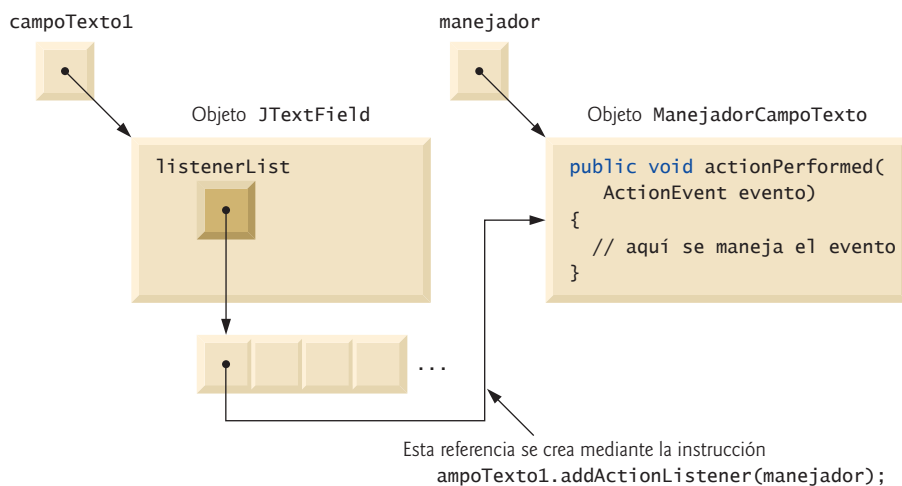 campoTexto1
manejador
Objeto JTextField
Objeto ManejadorCampoTexto
listenerList
public void actionPerformed(
ActionEvent evento)
{
// aquí se maneja el evento
}
...
Esta referencia se crea mediante la instrucción
ampoTexto1.addActionListener(manejador);